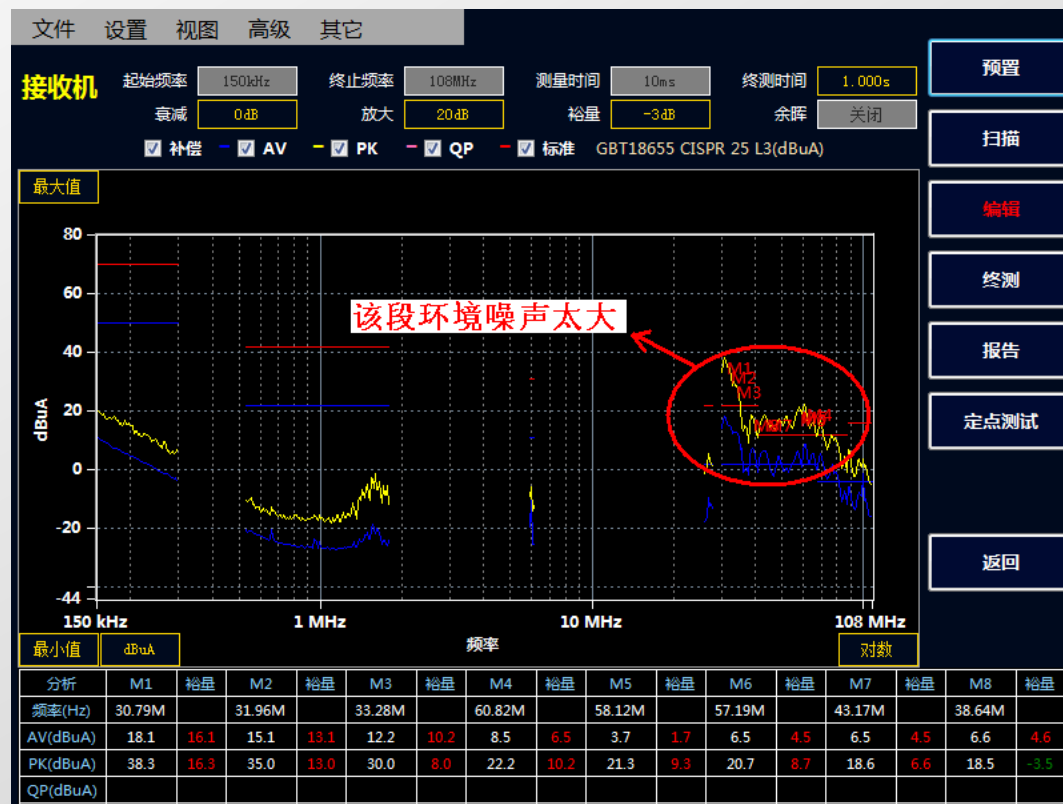 文件 设置 视图 高级 其它
接收机 起始频率 150kHz 终止频率 108MHz 测量时间 10ms 终测时间 1.000s
衰减 0dB 放大 20dB 裕量 -3dB 余晖 关闭
补偿 AV PK QP 标准 GBT18655 CISPR 25 L3(dBuA)
预置
扫描
编辑
终测
报告
定点测试
返回
最大值
80
60
该段环境噪声太大
40
M1
M2
M3
20
dBuA
0
-20
-44
150 kHz 1 MHz 10 MHz 108 MHz
最小值 dBuA 频率 对数
分析 M1 裕量 M2 裕量 M3 裕量 M4 裕量 M5 裕量 M6 裕量 M7 裕量 M8 裕量
频率(Hz) 30.79M 31.96M 33.28M 60.82M 58.12M 57.19M 43.17M 38.64M
AV(dBuA) 18.1 16.1 15.1 13.1 12.2 10.2 8.5 6.5 3.7 1.7 6.5 4.5 6.5 4.5 6.6 4.6
PK(dBuA) 38.3 16.3 35.0 13.0 30.0 8.0 22.2 10.2 21.3 9.3 20.7 8.7 18.6 6.6 18.5 -3.5
QP(dBuA)